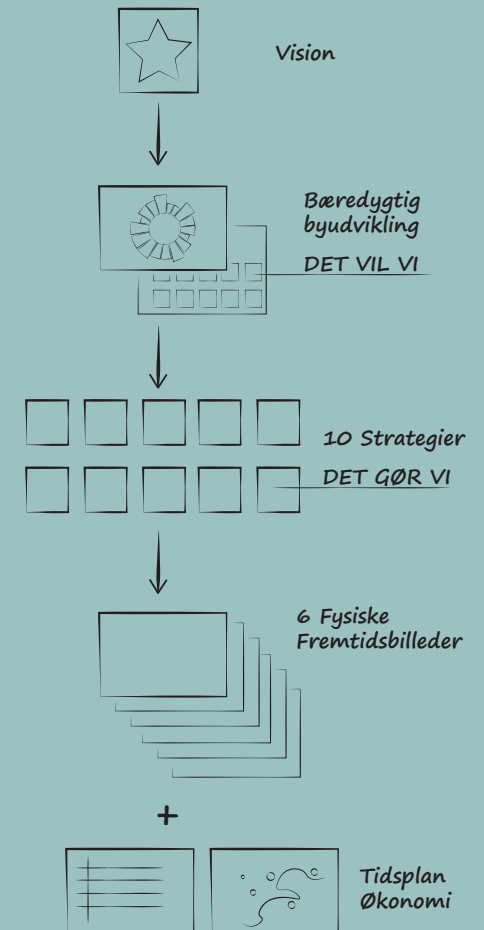 Vision
Bæredygtig
byudvikling
DET VIL VI
10 Strategier
DET GØR VI
6 Fysiske
Fremtidsbilleder
+
Tidsplan
Økonomi